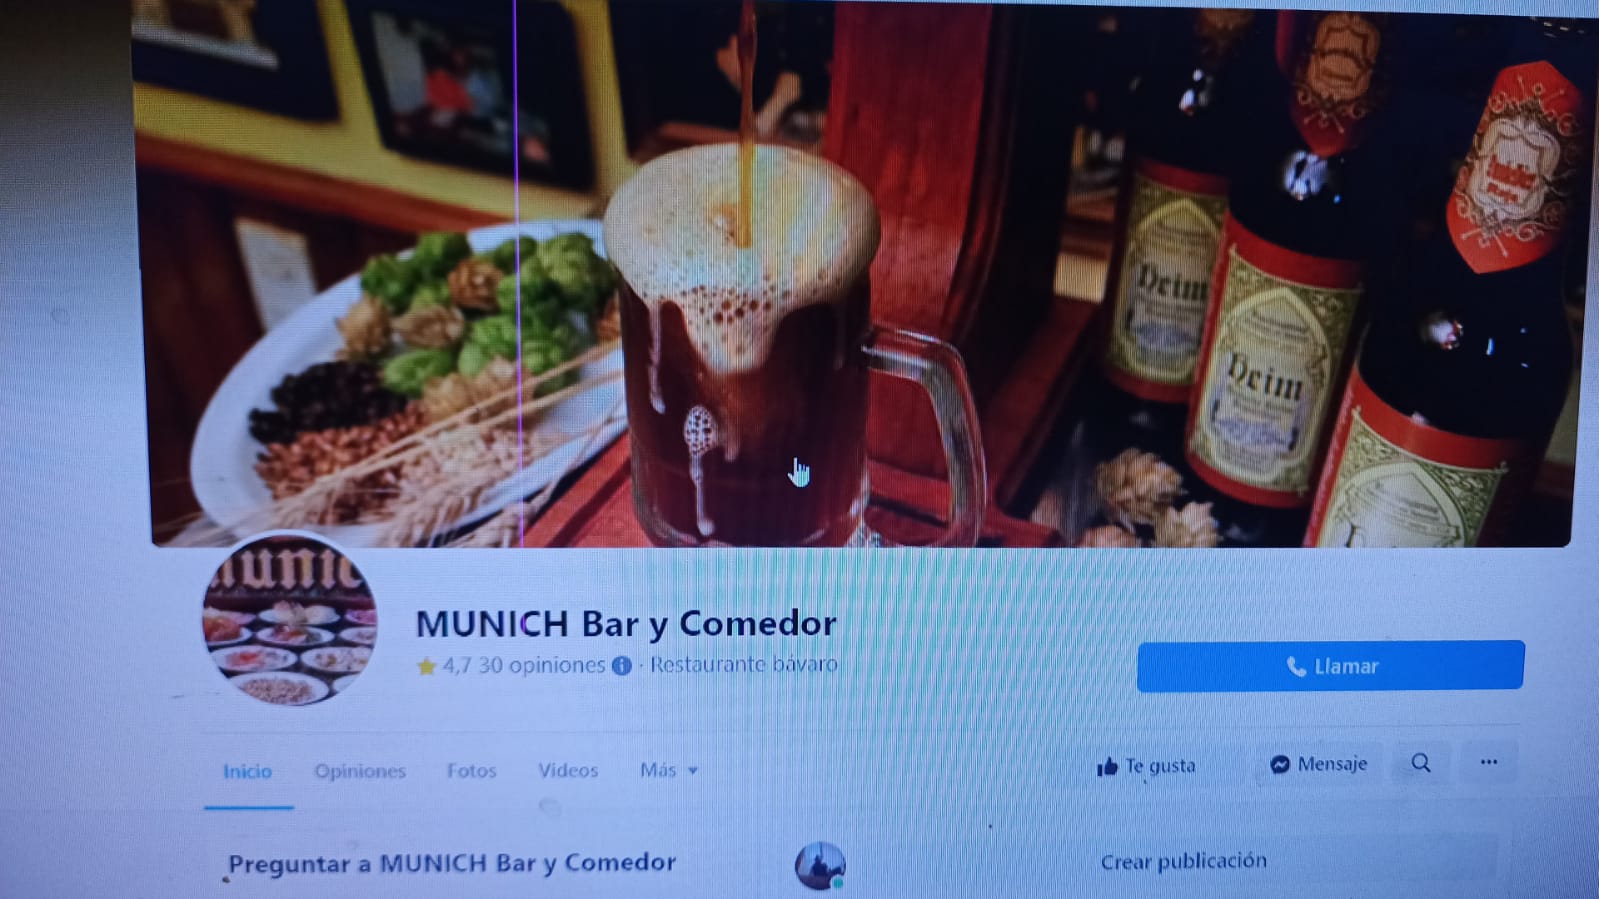 Heim
Heim
MUNICH Bar y Comedor
4,7 30 opiniones · Restaurante bávaro
Llamar
Inicio Opiniones Fotos Videos Más
Te gusta Mensaje ...
Preguntar a MUNICH Bar y Comedor
Crear publicación